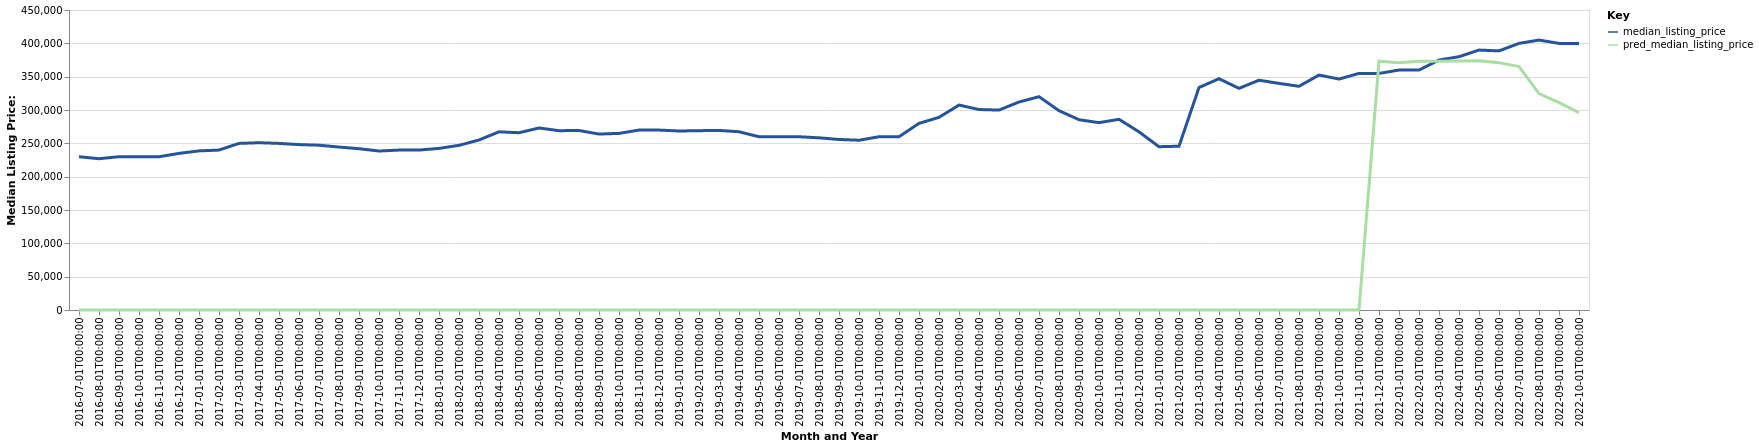 450,000
400,000
350,000
300,000
250,000
200,000
150,000
100,000
50,000
0
Median Listing Price:
2016-07-01T00:00:00
2016-08-01T00:00:00
2016-09-01T00:00:00
2016-10-01T00:00:00
2016-11-01T00:00:00
2016-12-01T00:00:00
2017-01-01T00:00:00
2017-02-01T00:00:00
2017-03-01T00:00:00
2017-04-01T00:00:00
2017-05-01T00:00:00
2017-06-01T00:00:00
2017-07-01T00:00:00
2017-08-01T00:00:00
2017-09-01T00:00:00
2017-10-01T00:00:00
2017-11-01T00:00:00
2017-12-01T00:00:00
2018-01-01T00:00:00
2018-02-01T00:00:00
2018-03-01T00:00:00
2018-04-01T00:00:00
2018-05-01T00:00:00
2018-06-01T00:00:00
2018-07-01T00:00:00
2018-08-01T00:00:00
2018-09-01T00:00:00
2018-10-01T00:00:00
2018-11-01T00:00:00
2018-12-01T00:00:00
2019-01-01T00:00:00
2019-02-01T00:00:00
2019-03-01T00:00:00
2019-04-01T00:00:00
2019-05-01T00:00:00
2019-06-01T00:00:00
2019-07-01T00:00:00
2019-08-01T00:00:00
2019-09-01T00:00:00
2019-10-01T00:00:00
2019-11-01T00:00:00
2019-12-01T00:00:00
2020-01-01T00:00:00
2020-02-01T00:00:00
2020-03-01T00:00:00
2020-04-01T00:00:00
2020-05-01T00:00:00
2020-06-01T00:00:00
2020-07-01T00:00:00
2020-08-01T00:00:00
2020-09-01T00:00:00
2020-10-01T00:00:00
2020-11-01T00:00:00
2020-12-01T00:00:00
2021-01-01T00:00:00
2021-02-01T00:00:00
2021-03-01T00:00:00
2021-04-01T00:00:00
2021-05-01T00:00:00
2021-06-01T00:00:00
2021-07-01T00:00:00
2021-08-01T00:00:00
2021-09-01T00:00:00
2021-10-01T00:00:00
2021-11-01T00:00:00
2021-12-01T00:00:00
2022-01-01T00:00:00
2022-02-01T00:00:00
2022-03-01T00:00:00
2022-04-01T00:00:00
2022-05-01T00:00:00
2022-06-01T00:00:00
2022-07-01T00:00:00
2022-08-01T00:00:00
2022-09-01T00:00:00
2022-10-01T00:00:00
Month and Year
Key
median_listing_price
pred_median_listing_price